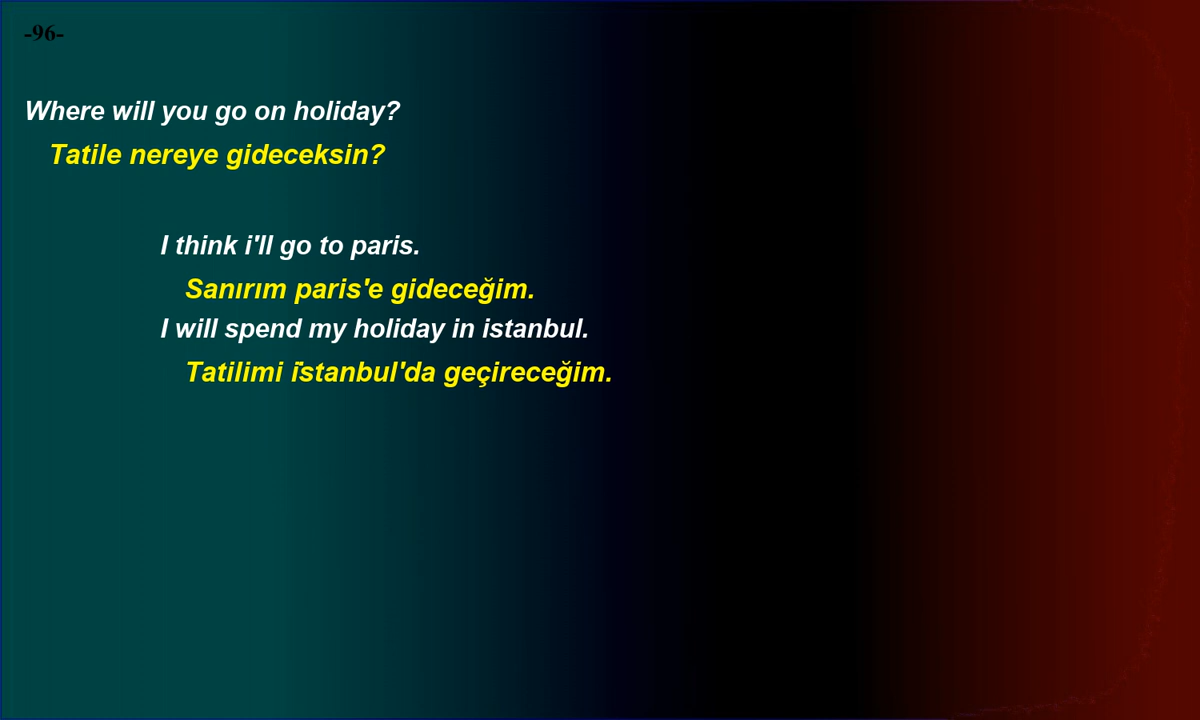 -96-
Where will you go on holiday?
Tatile nereye gideceksin?
I think i'll go to paris.
Sanırım paris'e gideceğim.
I will spend my holiday in istanbul.
Tatilimi i̇stanbul'da geçireceğim.